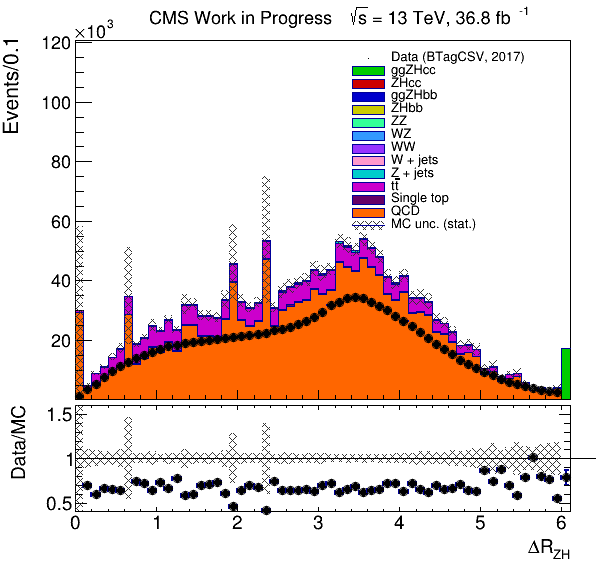 CMS Work in Progress √s = 13 TeV, 36.8 fb⁻¹
×10³
Events/0.1
120
100
80
60
40
20
Data (BTagCSV, 2017)
ggZHcc
ZHcc
ggZHbb
ZHbb
ZZ
WZ
WW
W + jets
Z + jets
tt̅
Single top
QCD
MC unc. (stat.)
Data/MC
1.5
1
0.5
0 1 2 3 4 5 6
ΔR_ZH